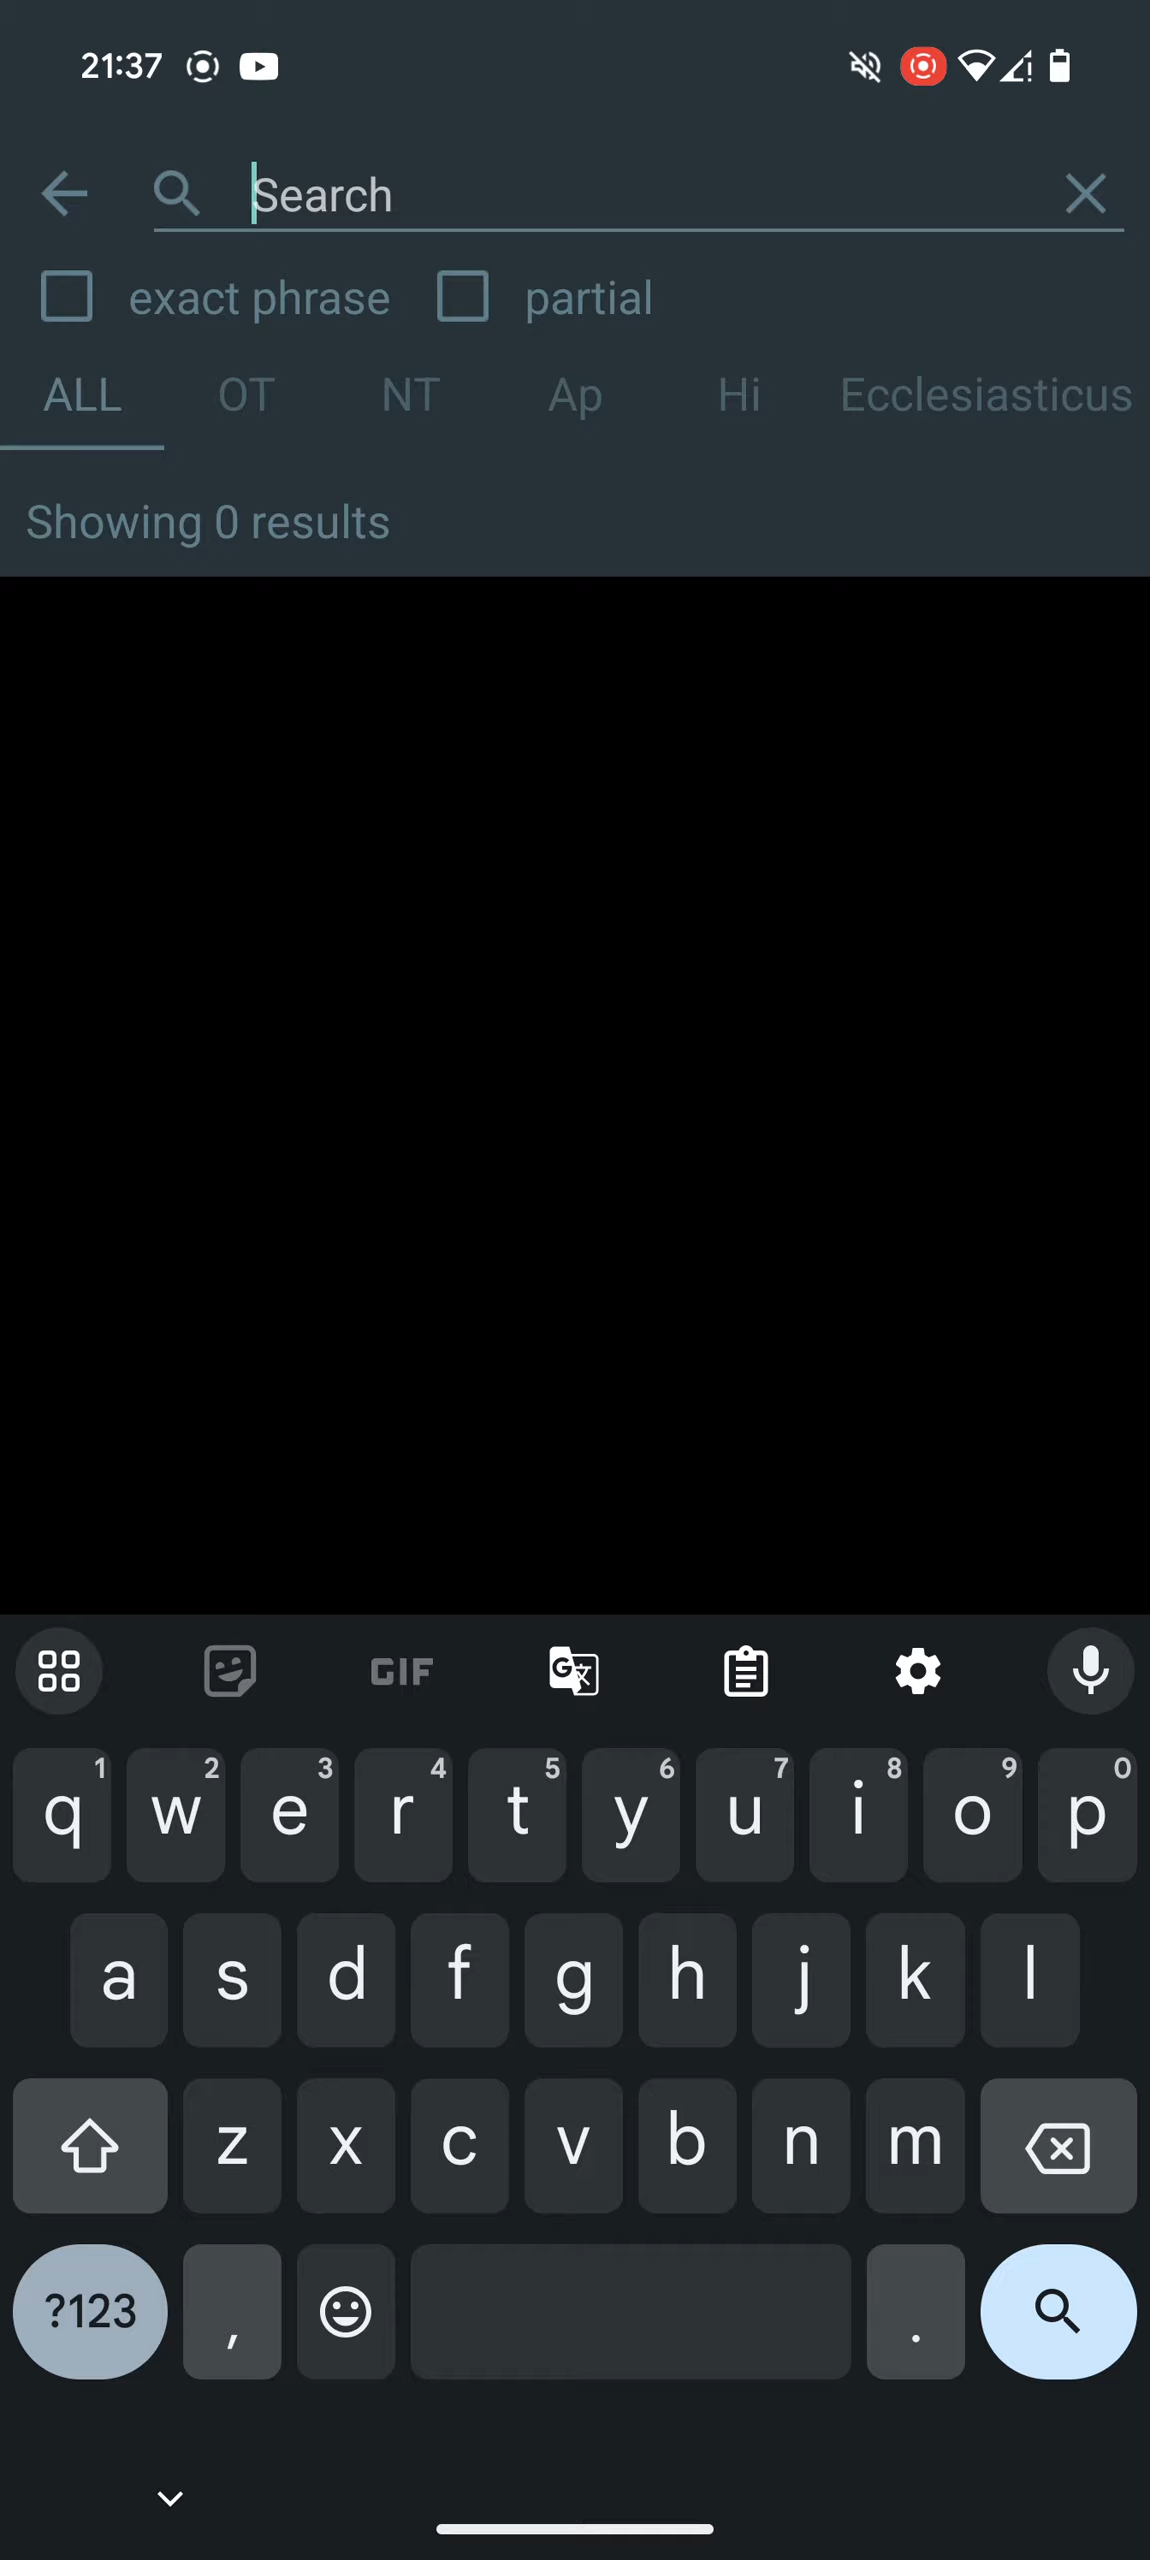 21:37
Search
exact phrase partial
ALL OT NT Ap Hi Ecclesiasticus
Showing 0 results
GIF
1 2 3 4 5 6 7 8 9 0
q w e r t y u i o p
a s d f g h j k l
z x c v b n m
?123 , .